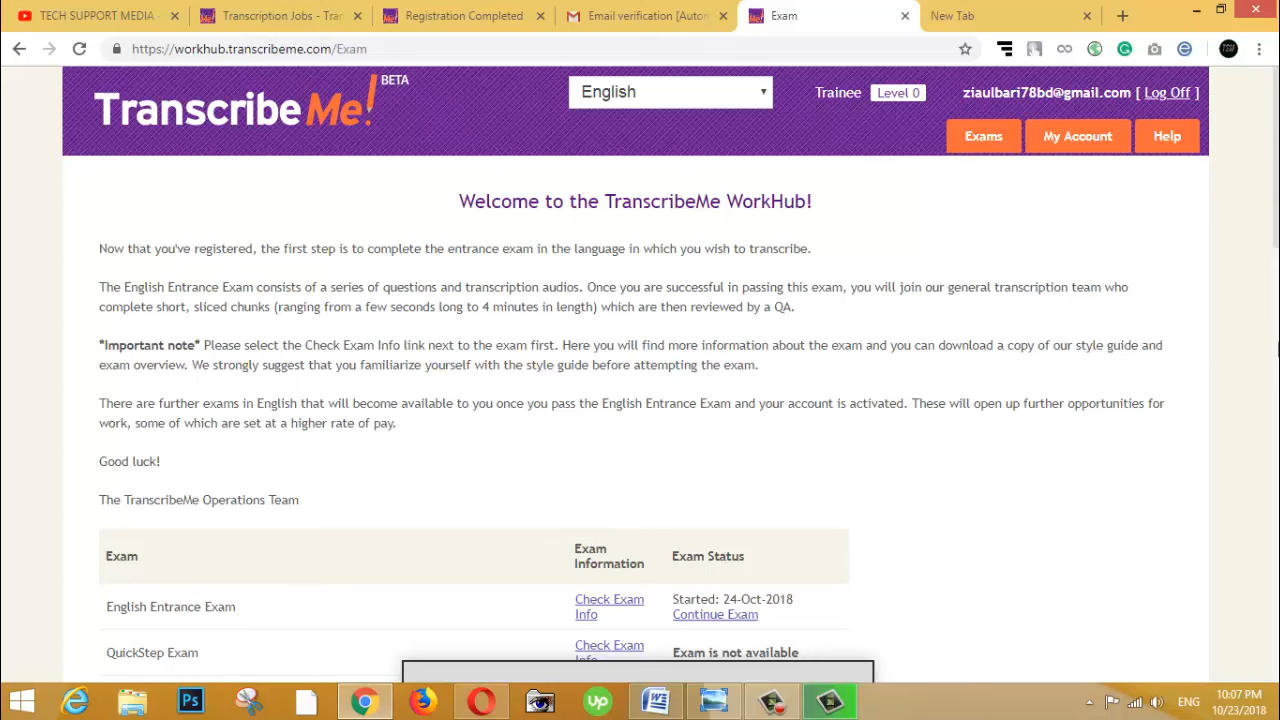 TECH SUPPORT MEDIA -
Transcription Jobs - Tran
Registration Completed
Email verification [Autom
Exam
New Tab
https://workhub.transcribeme.com/Exam
TranscribeMe! BETA
English
Trainee Level 0
ziaulbari78bd@gmail.com [ Log Off ]
Exams My Account Help
Welcome to the TranscribeMe WorkHub!
Now that you've registered, the first step is to complete the entrance exam in the language in which you wish to transcribe.
The English Entrance Exam consists of a series of questions and transcription audios. Once you are successful in passing this exam, you will join our general transcription team who
complete short, sliced chunks (ranging from a few seconds long to 4 minutes in length) which are then reviewed by a QA.
*Important note* Please select the Check Exam Info link next to the exam first. Here you will find more information about the exam and you can download a copy of our style guide and
exam overview. We strongly suggest that you familiarize yourself with the style guide before attempting the exam.
There are further exams in English that will become available to you once you pass the English Entrance Exam and your account is activated. These will open up further opportunities for
work, some of which are set at a higher rate of pay.
Good luck!
The TranscribeMe Operations Team
Exam
Exam
Information
Exam Status
English Entrance Exam
Check Exam
Info
Started: 24-Oct-2018
Continue Exam
QuickStep Exam
Check Exam
Info
Exam is not available
Ps
up
ENG
10:07 PM
10/23/2018